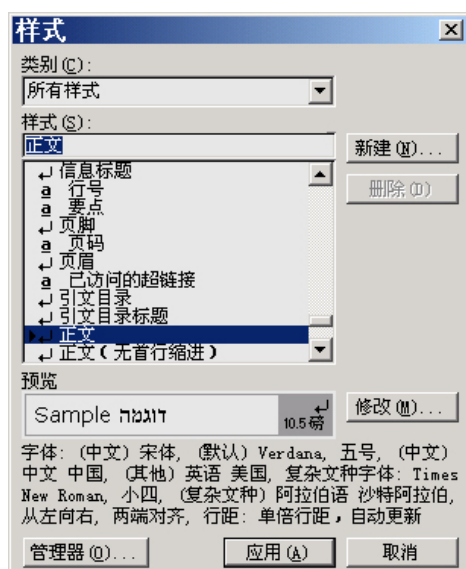 样式
类别(C):
所有样式
样式(S):
正文
新建(N)...
信息标题
删除(D)
a 行号
a 要点
页脚
a 页码
页眉
a 已访问的超链接
引文目录
引文目录标题
正文
正文(无首行缩进)
预览
Sample דוגמה
10.5 磅
修改(M)...
字体: (中文) 宋体, (默认) Verdana, 五号, (中文)
中文 中国, (其他) 英语 美国, 复杂文种字体: Times
New Roman, 小四, (复杂文种) 阿拉伯语 沙特阿拉伯,
从左向右, 两端对齐, 行距: 单倍行距, 自动更新
管理器(O)...
应用(A)
取消